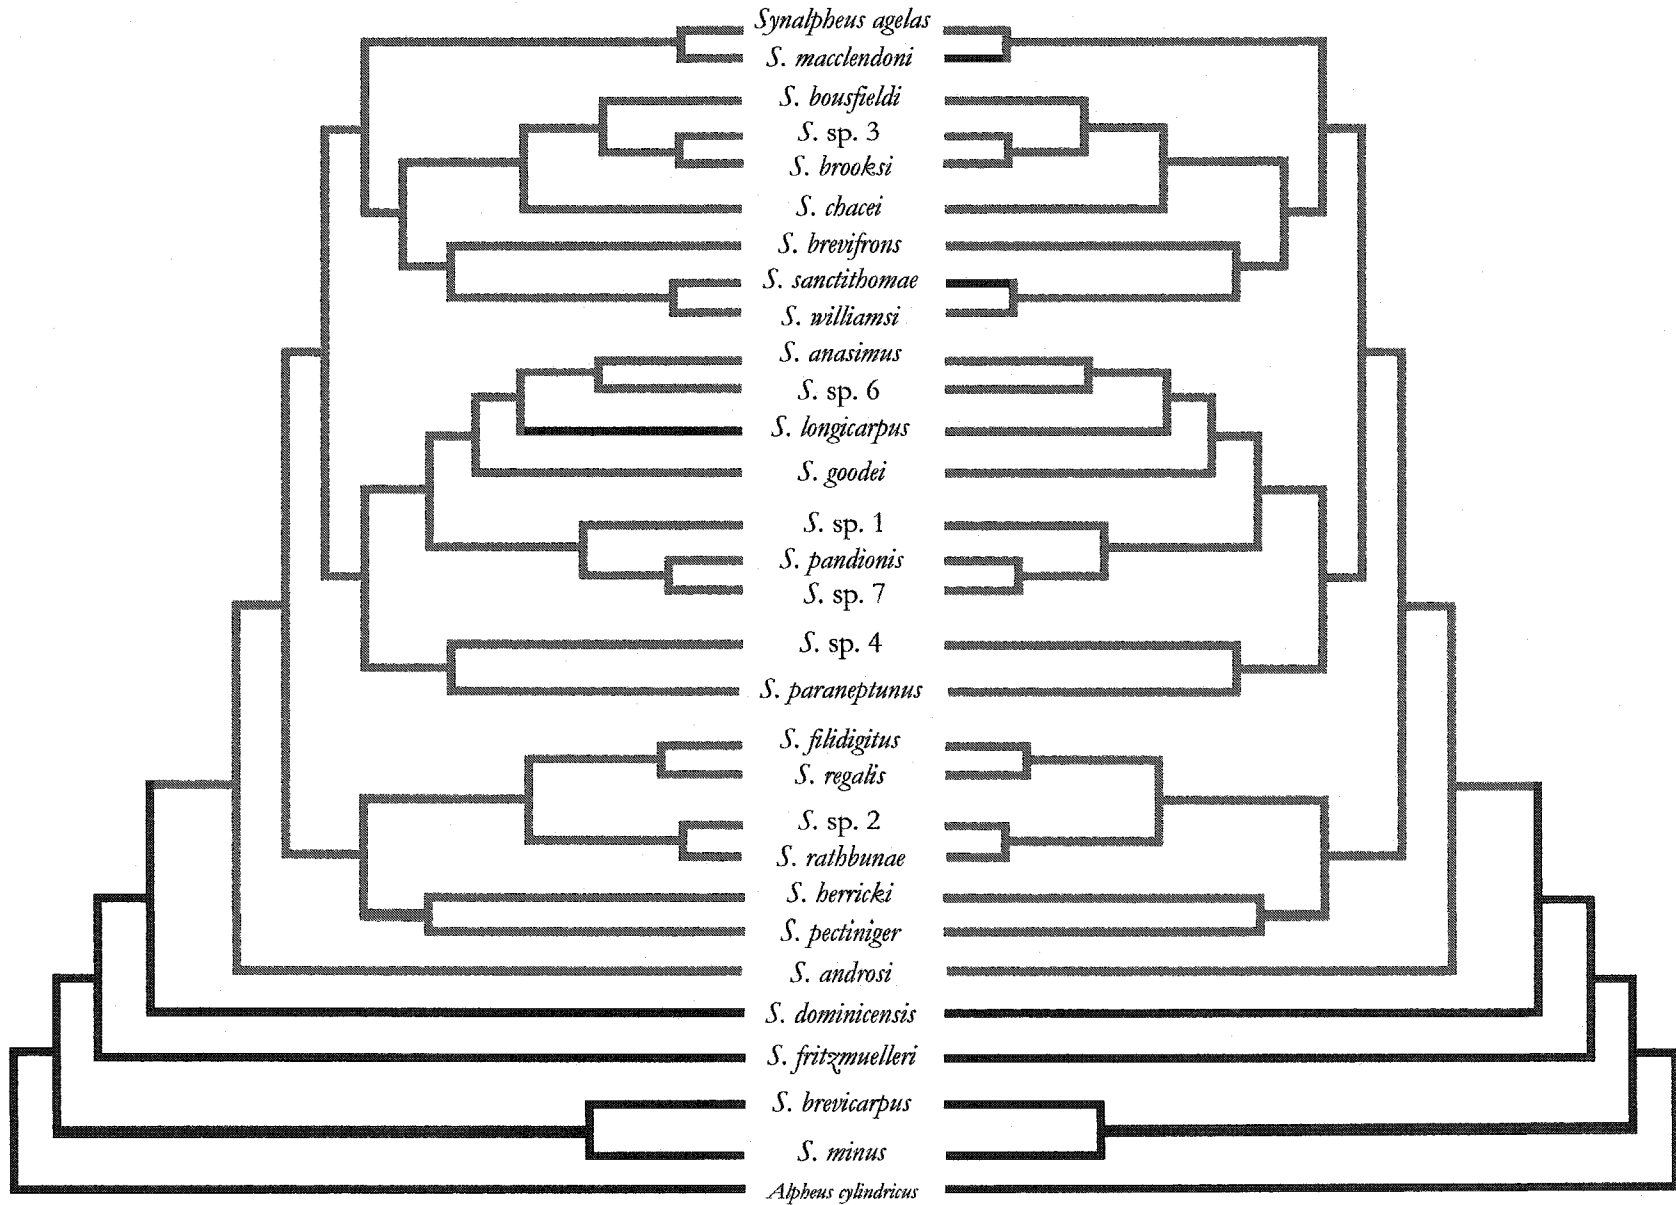 Synalpheus agelas
S. macclendoni
S. bousfieldi
S. sp. 3
S. brooksi
S. chacei
S. brevifrons
S. sanctithomae
S. williamsi
S. anasimus
S. sp. 6
S. longicarpus
S. goodei
S. sp. 1
S. pandionis
S. sp. 7
S. sp. 4
S. paraneptunus
S. filidigitus
S. regalis
S. sp. 2
S. rathbunae
S. herricki
S. pectiniger
S. androsi
S. dominicensis
S. fritzmuelleri
S. brevicarpus
S. minus
Alpheus cylindricus